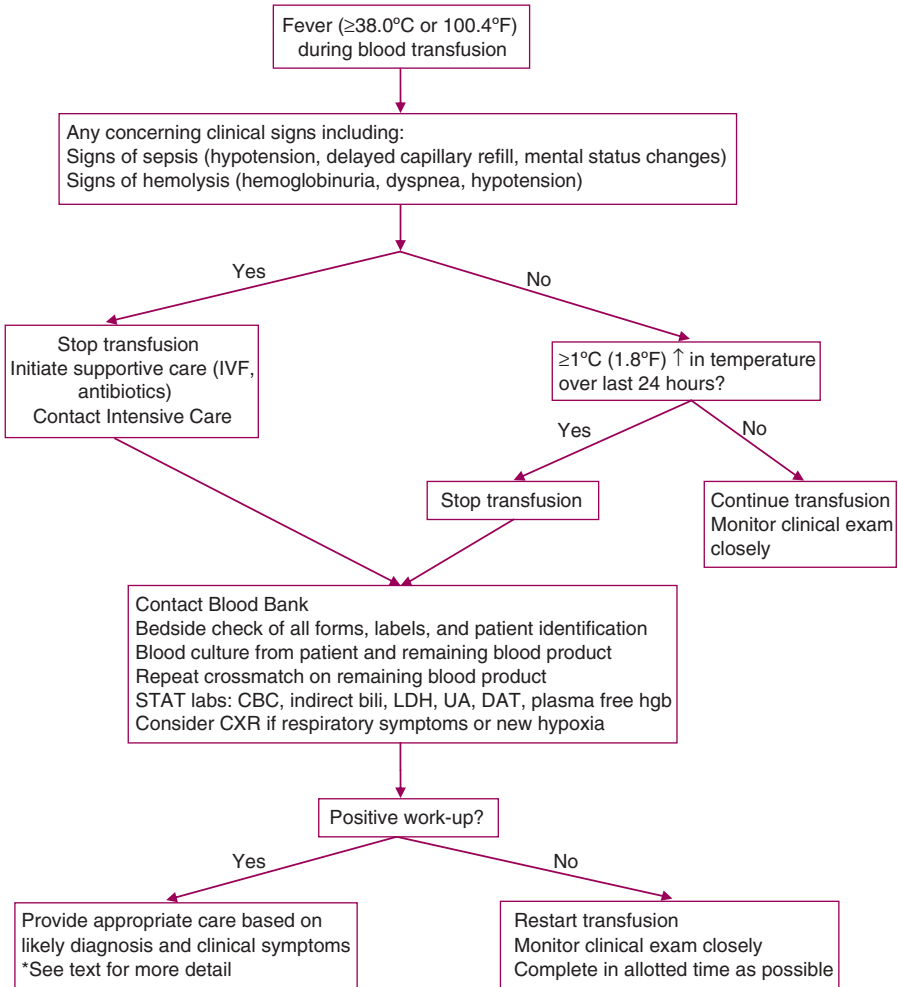 Fever (≥38.0ºC or 100.4ºF)
during blood transfusion
Any concerning clinical signs including:
Signs of sepsis (hypotension, delayed capillary refill, mental status changes)
Signs of hemolysis (hemoglobinuria, dyspnea, hypotension)
Yes
No
Stop transfusion
Initiate supportive care (IVF,
antibiotics)
Contact Intensive Care
≥1ºC (1.8ºF) ↑ in temperature
over last 24 hours?
Yes
No
Stop transfusion
Continue transfusion
Monitor clinical exam
closely
Contact Blood Bank
Bedside check of all forms, labels, and patient identification
Blood culture from patient and remaining blood product
Repeat crossmatch on remaining blood product
STAT labs: CBC, indirect bili, LDH, UA, DAT, plasma free hgb
Consider CXR if respiratory symptoms or new hypoxia
Positive work-up?
Yes
No
Provide appropriate care based on
likely diagnosis and clinical symptoms
*See text for more detail
Restart transfusion
Monitor clinical exam closely
Complete in allotted time as possible